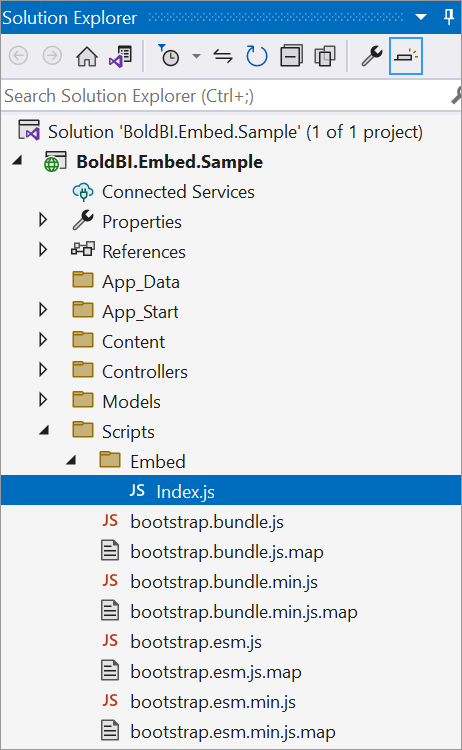 Solution Explorer
Search Solution Explorer (Ctrl+;)
Solution 'BoldBI.Embed.Sample' (1 of 1 project)
BoldBI.Embed.Sample
Connected Services
Properties
References
App_Data
App_Start
Content
Controllers
Models
Scripts
Embed
JS Index.js
JS bootstrap.bundle.js
bootstrap.bundle.js.map
JS bootstrap.bundle.min.js
bootstrap.bundle.min.js.map
JS bootstrap.esm.js
bootstrap.esm.js.map
JS bootstrap.esm.min.js
bootstrap.esm.min.js.map